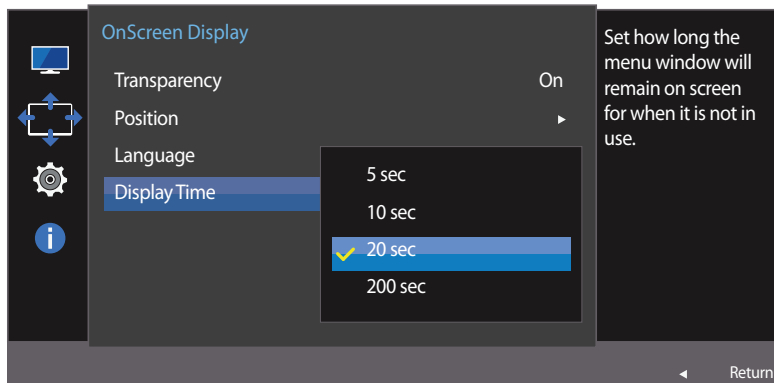 OnScreen Display
Transparency On
Position
Language
Display Time
5 sec
10 sec
20 sec
200 sec
Set how long the
menu window will
remain on screen
for when it is not in
use.
Return